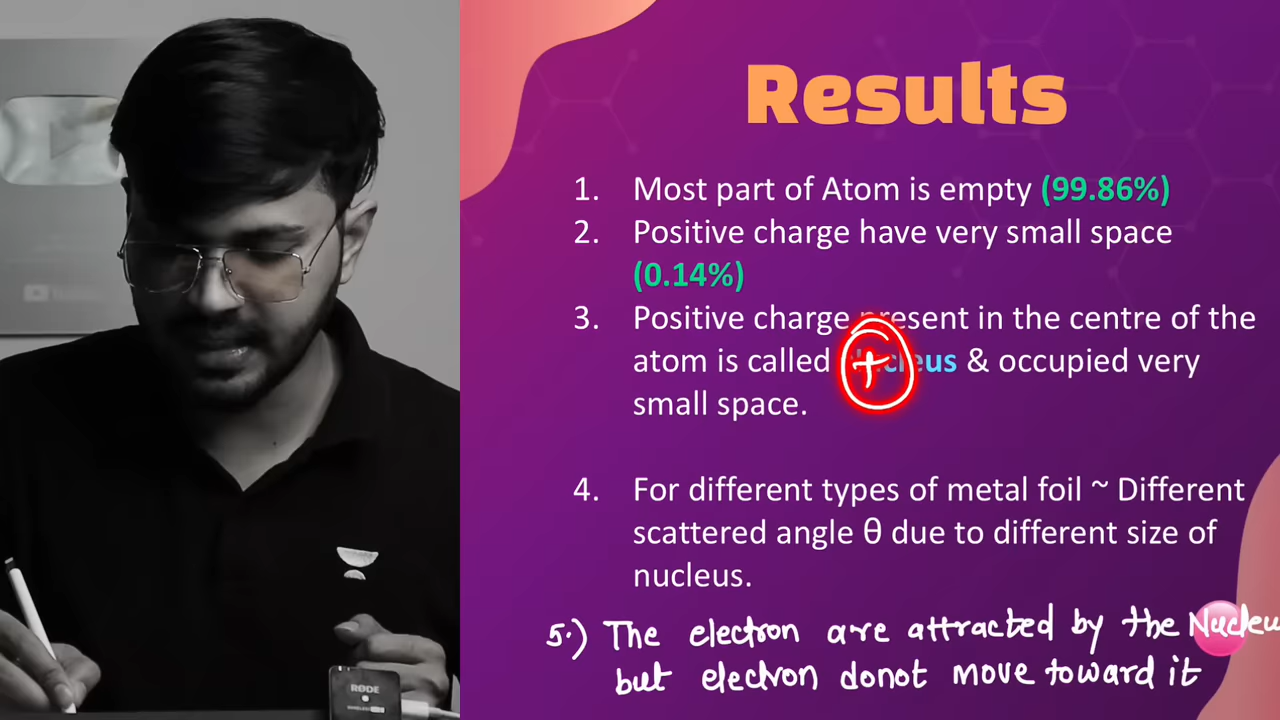 Results
1. Most part of Atom is empty (99.86%)
2. Positive charge have very small space
(0.14%)
3. Positive charge present in the centre of the
atom is called nucleus & occupied very
small space.
+
4. For different types of metal foil ~ Different
scattered angle θ due to different size of
nucleus.
5.) The electron are attracted by the Nucleu
but electron donot move toward it
RØDE